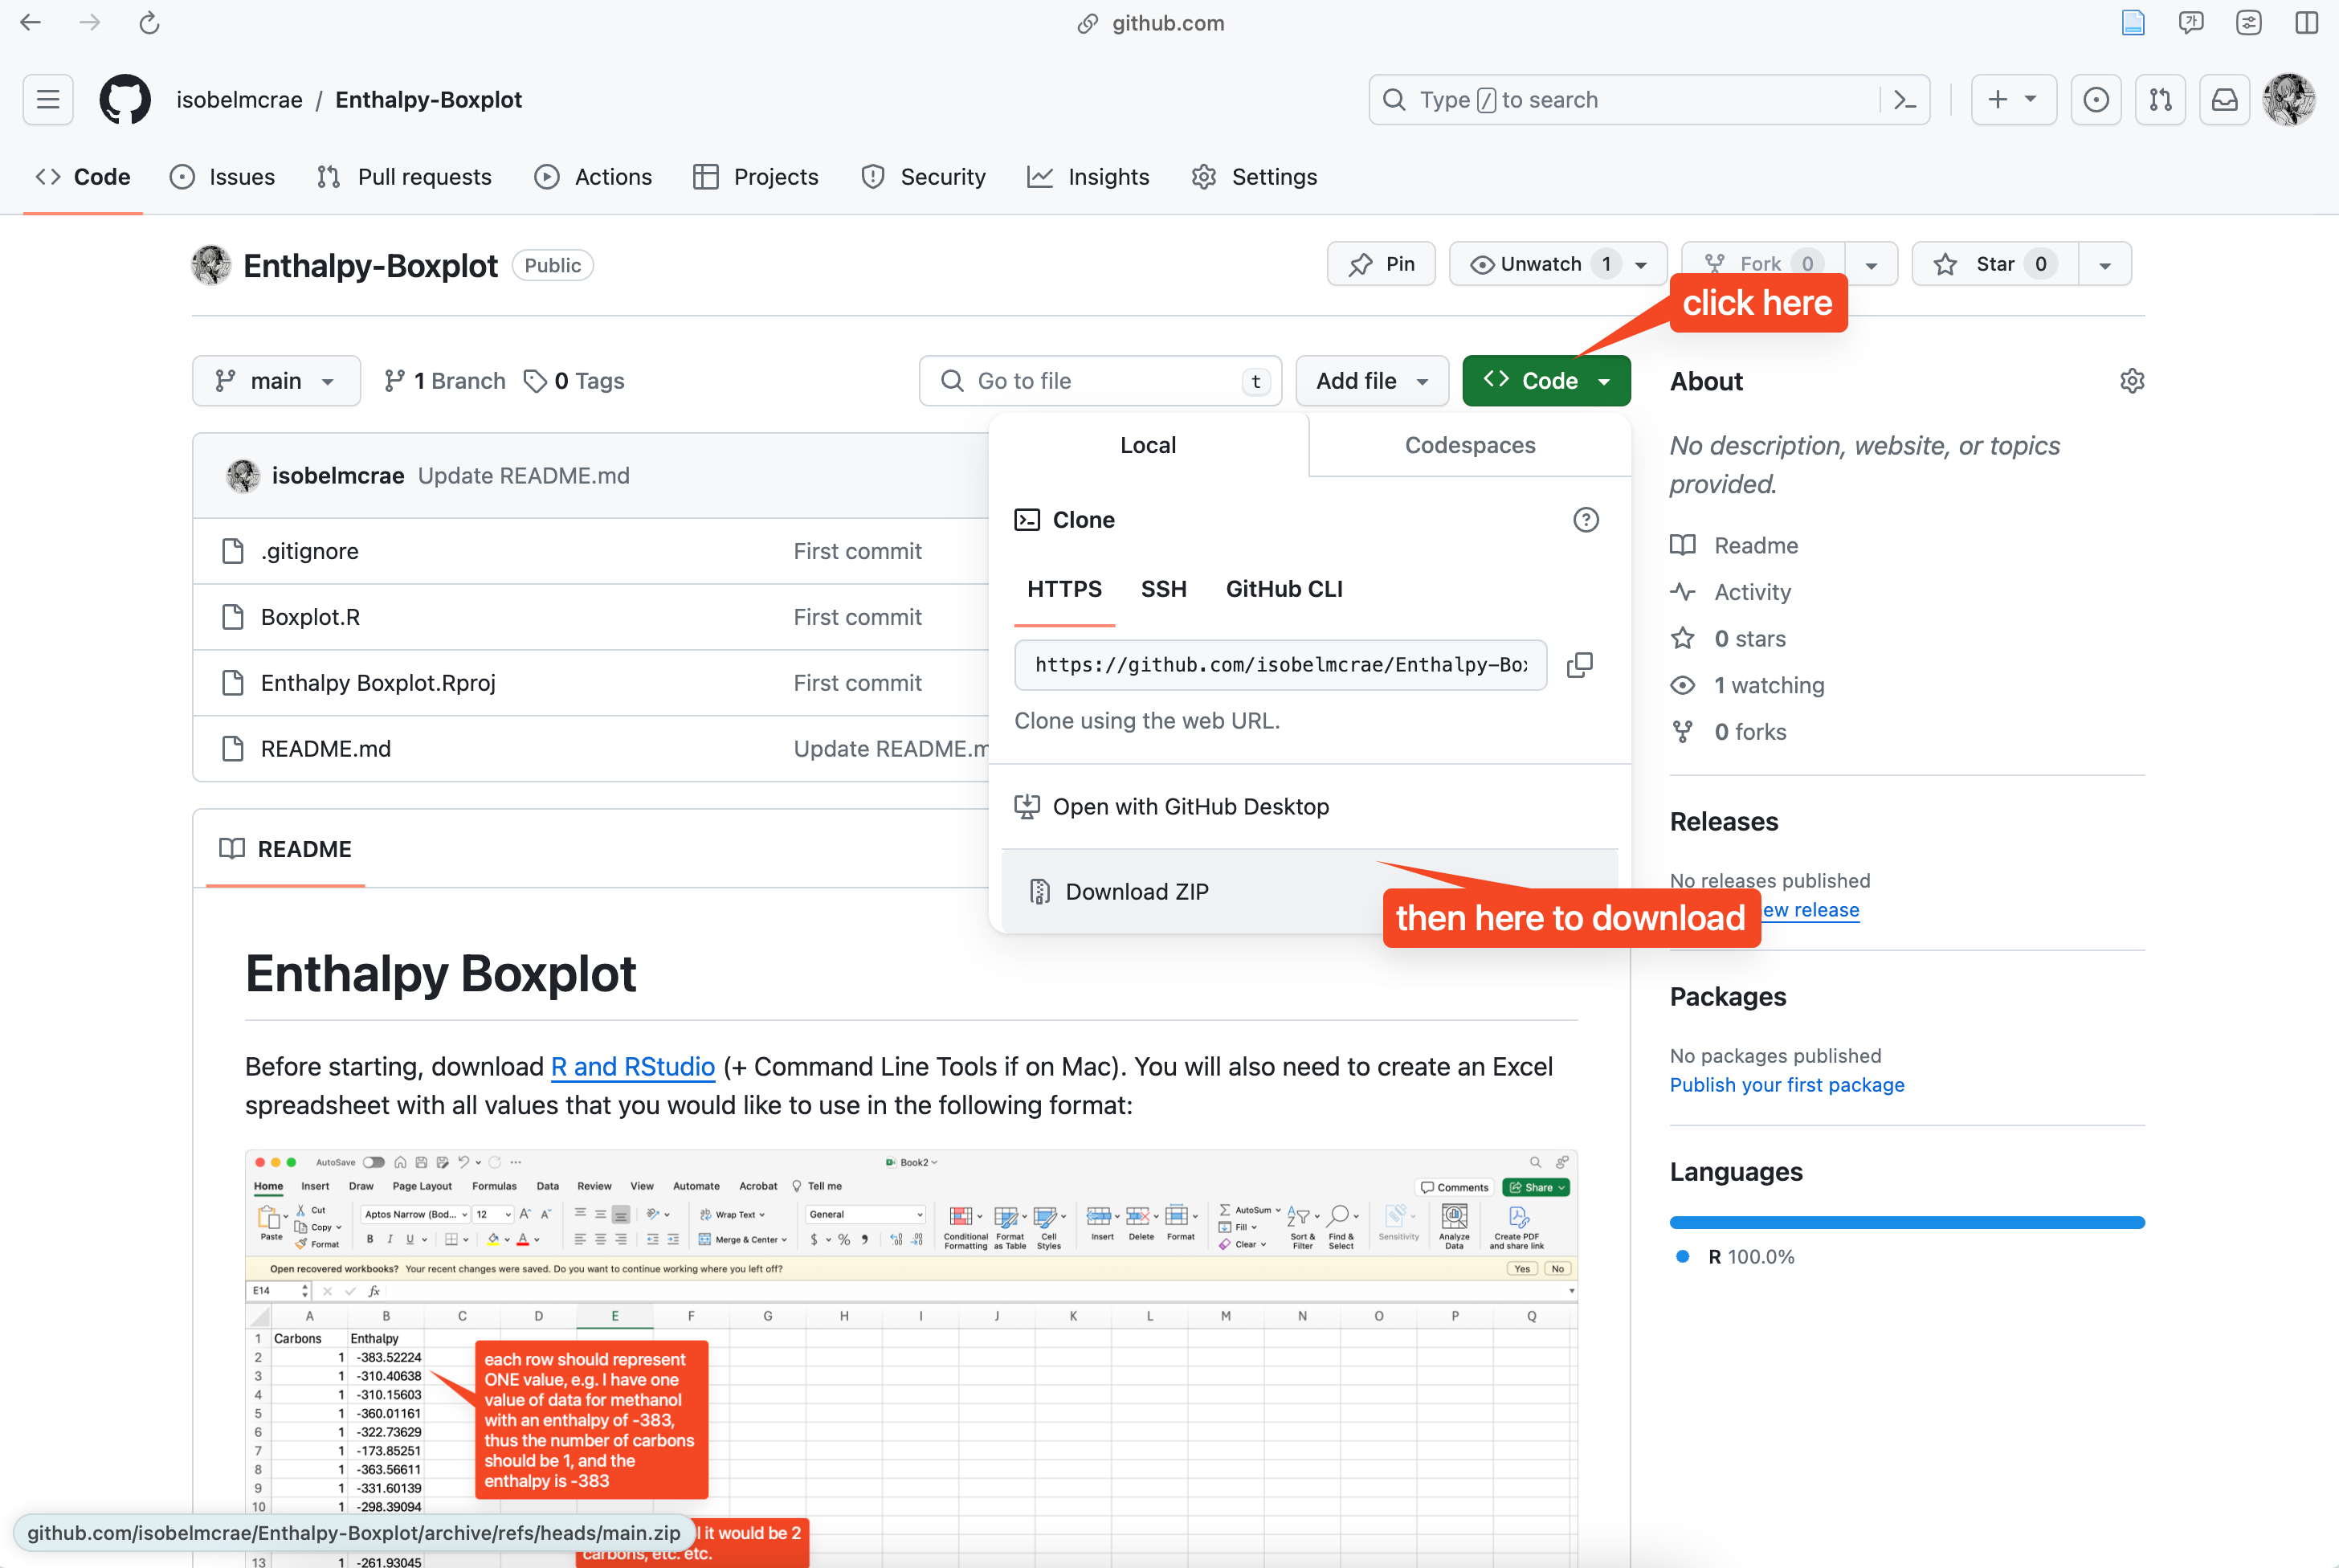 github.com
isobelmcrae / Enthalpy-Boxplot
Type / to search
Code
Issues
Pull requests
Actions
Projects
Security
Insights
Settings
Enthalpy-Boxplot
Public
Pin
Unwatch 1
Fork 0
Star 0
click here
main
1 Branch
0 Tags
Go to file
t
Add file
Code
isobelmcrae Update README.md
.gitignore First commit
Boxplot.R First commit
Enthalpy Boxplot.Rproj First commit
README.md Update README.m
Local
Codespaces
Clone
HTTPS
SSH
GitHub CLI
https://github.com/isobelmcrae/Enthalpy-Box
Clone using the web URL.
Open with GitHub Desktop
Download ZIP
then here to download
About
No description, website, or topics
provided.
Readme
Activity
0 stars
1 watching
0 forks
Releases
No releases published
ew release
Packages
No packages published
Publish your first package
Languages
R 100.0%
README
Enthalpy Boxplot
Before starting, download R and RStudio (+ Command Line Tools if on Mac). You will also need to create an Excel
spreadsheet with all values that you would like to use in the following format:
AutoSave
Book2
Home Insert Draw Page Layout Formulas Data Review View Automate Acrobat Tell me
Comments
Share
Paste
Cut
Copy
Format
Aptos Narrow (Bod... 12
B I U
Wrap Text
Merge & Center
General
Conditional
Formatting
Format
as Table
Cell
Styles
Insert
Delete
Format
AutoSum
Fill
Clear
Sort &
Filter
Find &
Select
Sensitivity
Analyze
Data
Create PDF
and share link
Open recovered workbooks? Your recent changes were saved. Do you want to continue working where you left off?
Yes
No
E14
fx
A B C D E F G H I J K L M N O P Q
1 Carbons Enthalpy
2 1 -383.52224
3 1 -310.40638
4 1 -310.15603
5 1 -360.01161
6 1 -322.73629
7 1 -173.85251
8 1 -363.56611
9 1 -331.60139
10 1 -298.39094
13 1 -261.93045
each row should represent
ONE value, e.g. I have one
value of data for methanol
with an enthalpy of -383,
thus the number of carbons
should be 1, and the
enthalpy is -383
l it would be 2
carbons, etc. etc.
github.com/isobelmcrae/Enthalpy-Boxplot/archive/refs/heads/main.zip